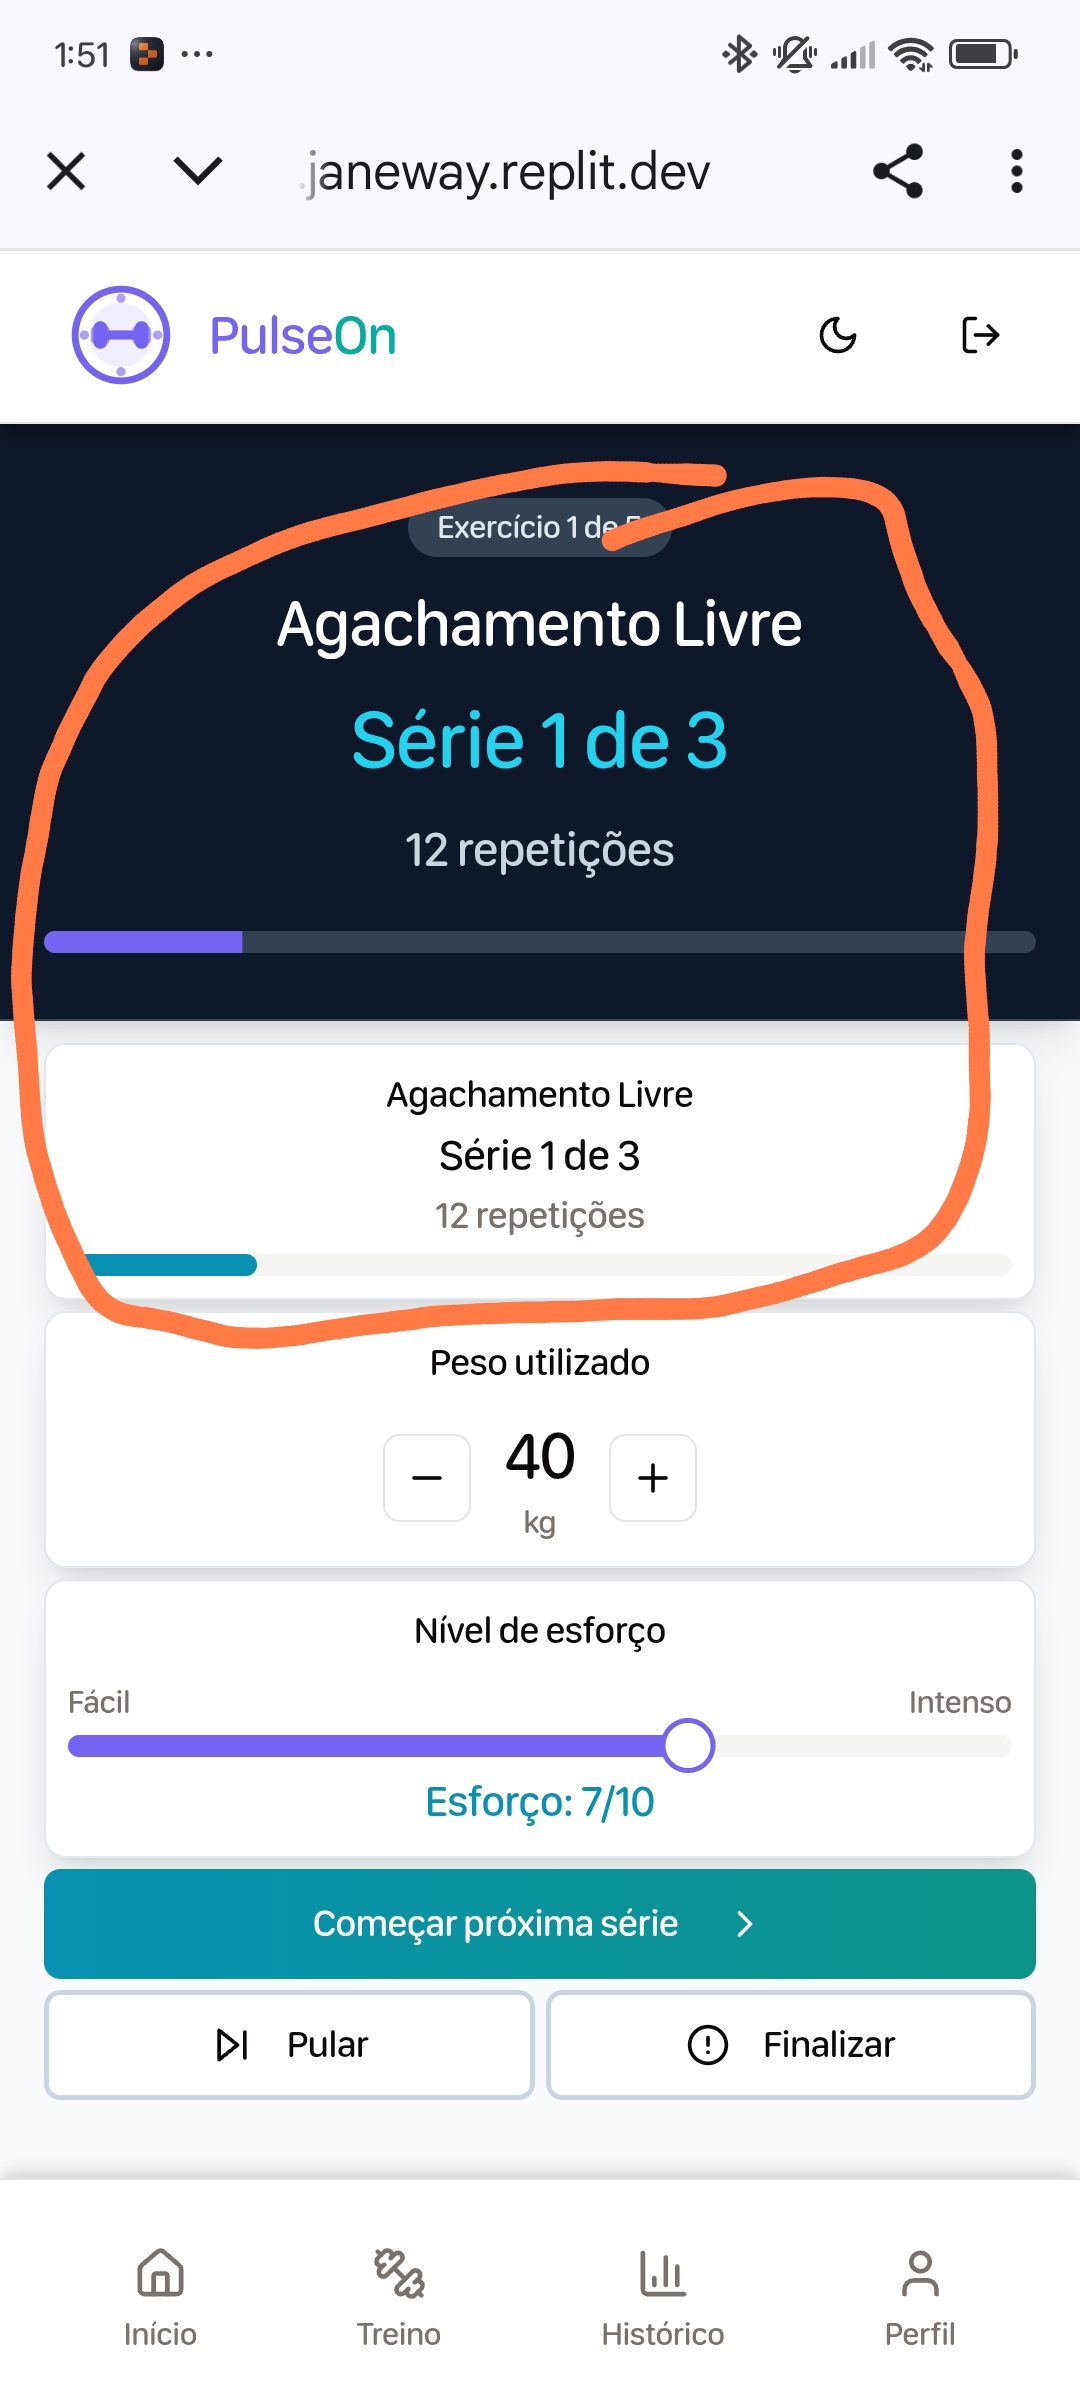 1:51
.janeway.replit.dev
PulseOn
Exercício 1 de
Agachamento Livre
Série 1 de 3
12 repetições
Agachamento Livre
Série 1 de 3
12 repetições
Peso utilizado
40
kg
Nível de esforço
Fácil Intenso
Esforço: 7/10
Começar próxima série
Pular Finalizar
Início Treino Histórico Perfil